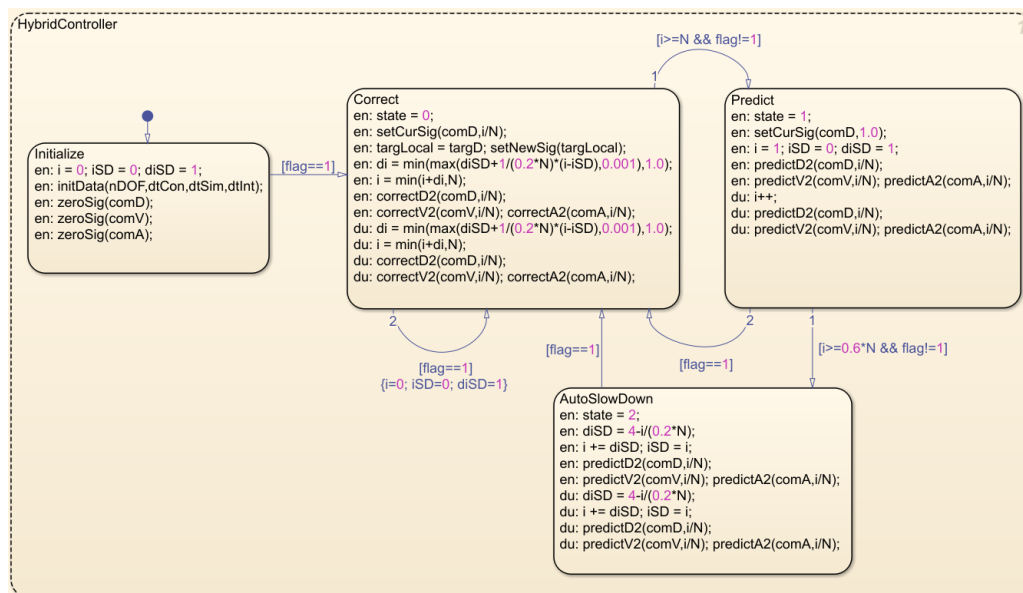 HybridController
[i>=N && flag!=1]
1
Correct
en: state = 0;
en: setCurSig(comD,i/N);
en: targLocal = targD; setNewSig(targLocal);
en: di = min(max(diSD+1/(0.2*N)*(i-iSD),0.001),1.0);
en: i = min(i+di,N);
en: correctD2(comD,i/N);
en: correctV2(comV,i/N); correctA2(comA,i/N);
du: di = min(max(diSD+1/(0.2*N)*(i-iSD),0.001),1.0);
du: i = min(i+di,N);
du: correctD2(comD,i/N);
du: correctV2(comV,i/N); correctA2(comA,i/N);
Predict
en: state = 1;
en: setCurSig(comD,1.0);
en: i = 1; iSD = 0; diSD = 1;
en: predictD2(comD,i/N);
en: predictV2(comV,i/N); predictA2(comA,i/N);
du: i++;
du: predictD2(comD,i/N);
du: predictV2(comV,i/N); predictA2(comA,i/N);
Initialize
en: i = 0; iSD = 0; diSD = 1;
en: initData(nDOF,dtCon,dtSim,dtInt);
en: zeroSig(comD);
en: zeroSig(comV);
en: zeroSig(comA);
[flag==1]
2
[flag==1]
{i=0; iSD=0; diSD=1}
[flag==1]
2
[flag==1]
1
[i>=0.6*N && flag!=1]
AutoSlowDown
en: state = 2;
en: diSD = 4-i/(0.2*N);
en: i += diSD; iSD = i;
en: predictD2(comD,i/N);
en: predictV2(comV,i/N); predictA2(comA,i/N);
du: diSD = 4-i/(0.2*N);
du: i += diSD; iSD = i;
du: predictD2(comD,i/N);
du: predictV2(comV,i/N); predictA2(comA,i/N);